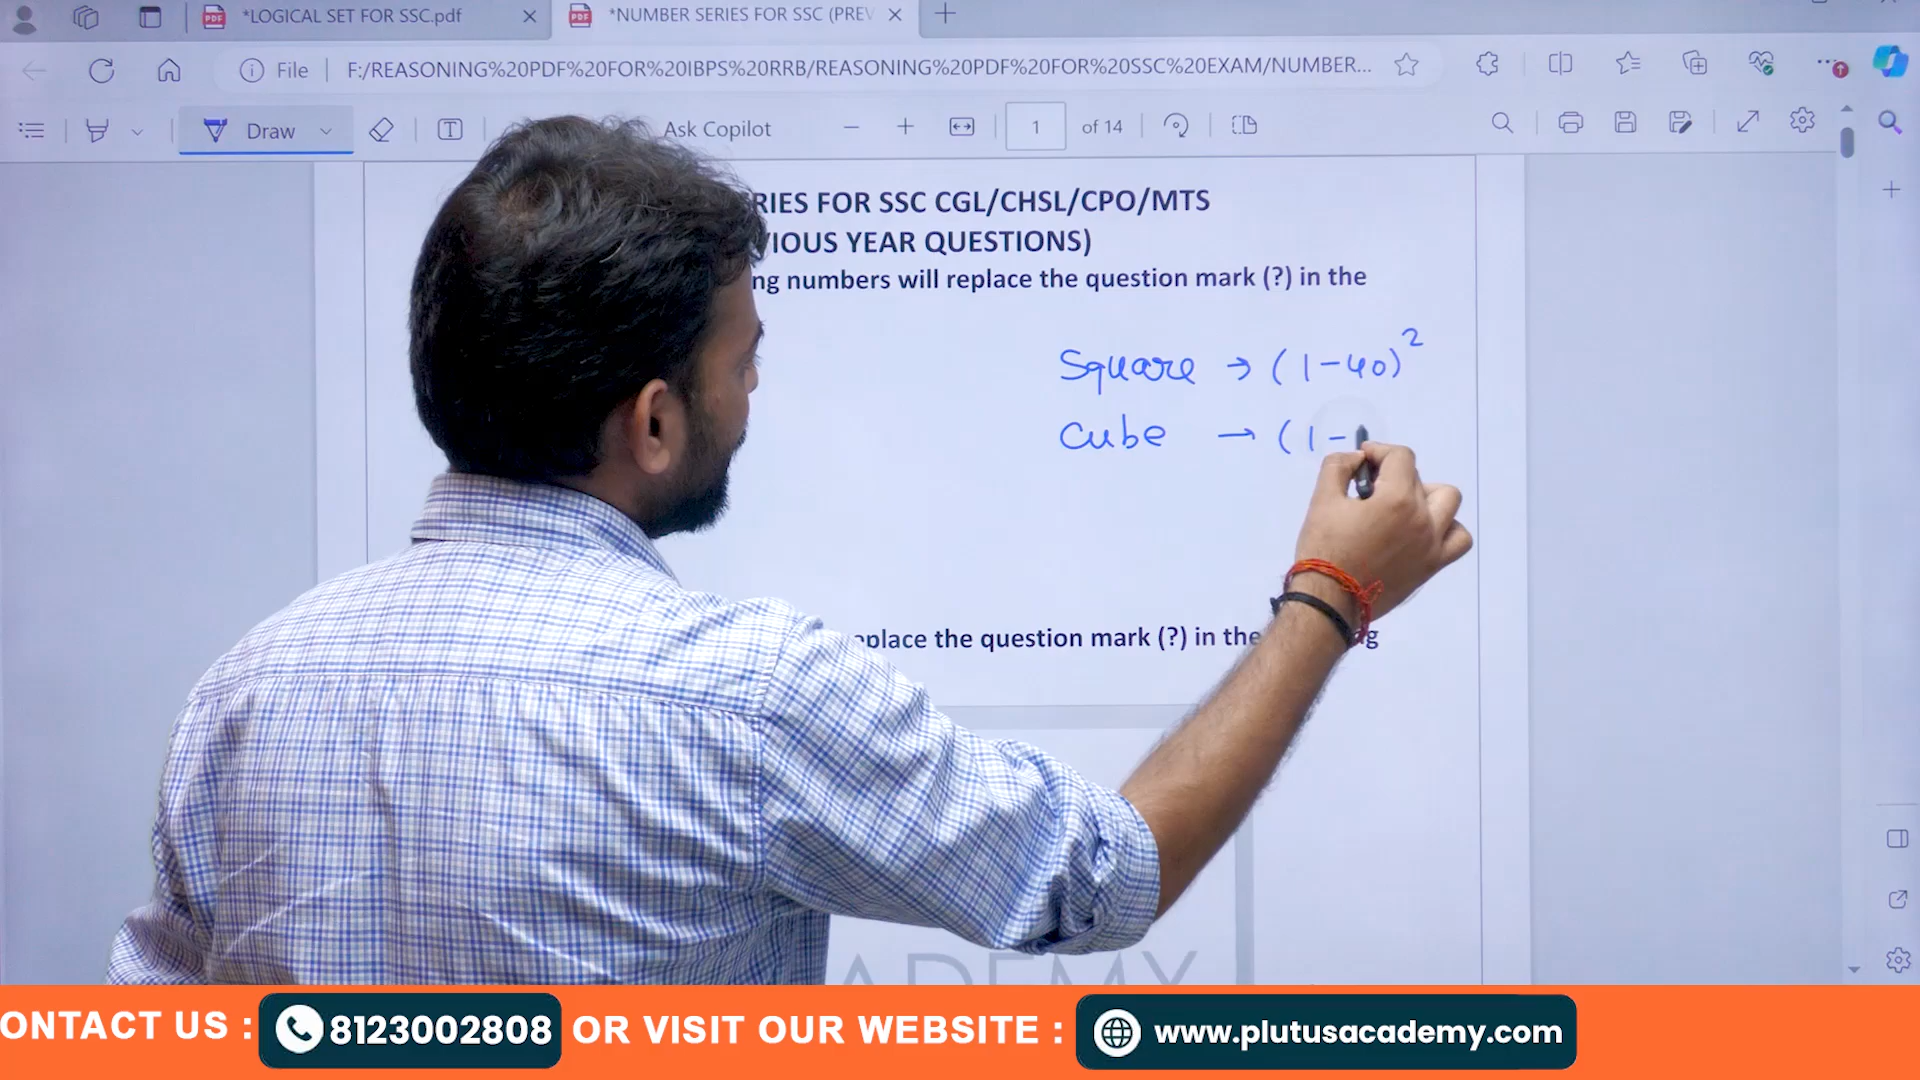 *LOGICAL SET FOR SSC.pdf
*NUMBER SERIES FOR SSC (PREV
File
F:/REASONING%20PDF%20FOR%20IBPS%20RRB/REASONING%20PDF%20FOR%20SSC%20EXAM/NUMBER...
Draw
Ask Copilot
1 of 14
RIES FOR SSC CGL/CHSL/CPO/MTS
VIOUS YEAR QUESTIONS)
ng numbers will replace the question mark (?) in the
Square → (1-40)²
Cube → (1-
place the question mark (?) in the
ADEMY
ONTACT US : 8123002808 OR VISIT OUR WEBSITE : www.plutusacademy.com